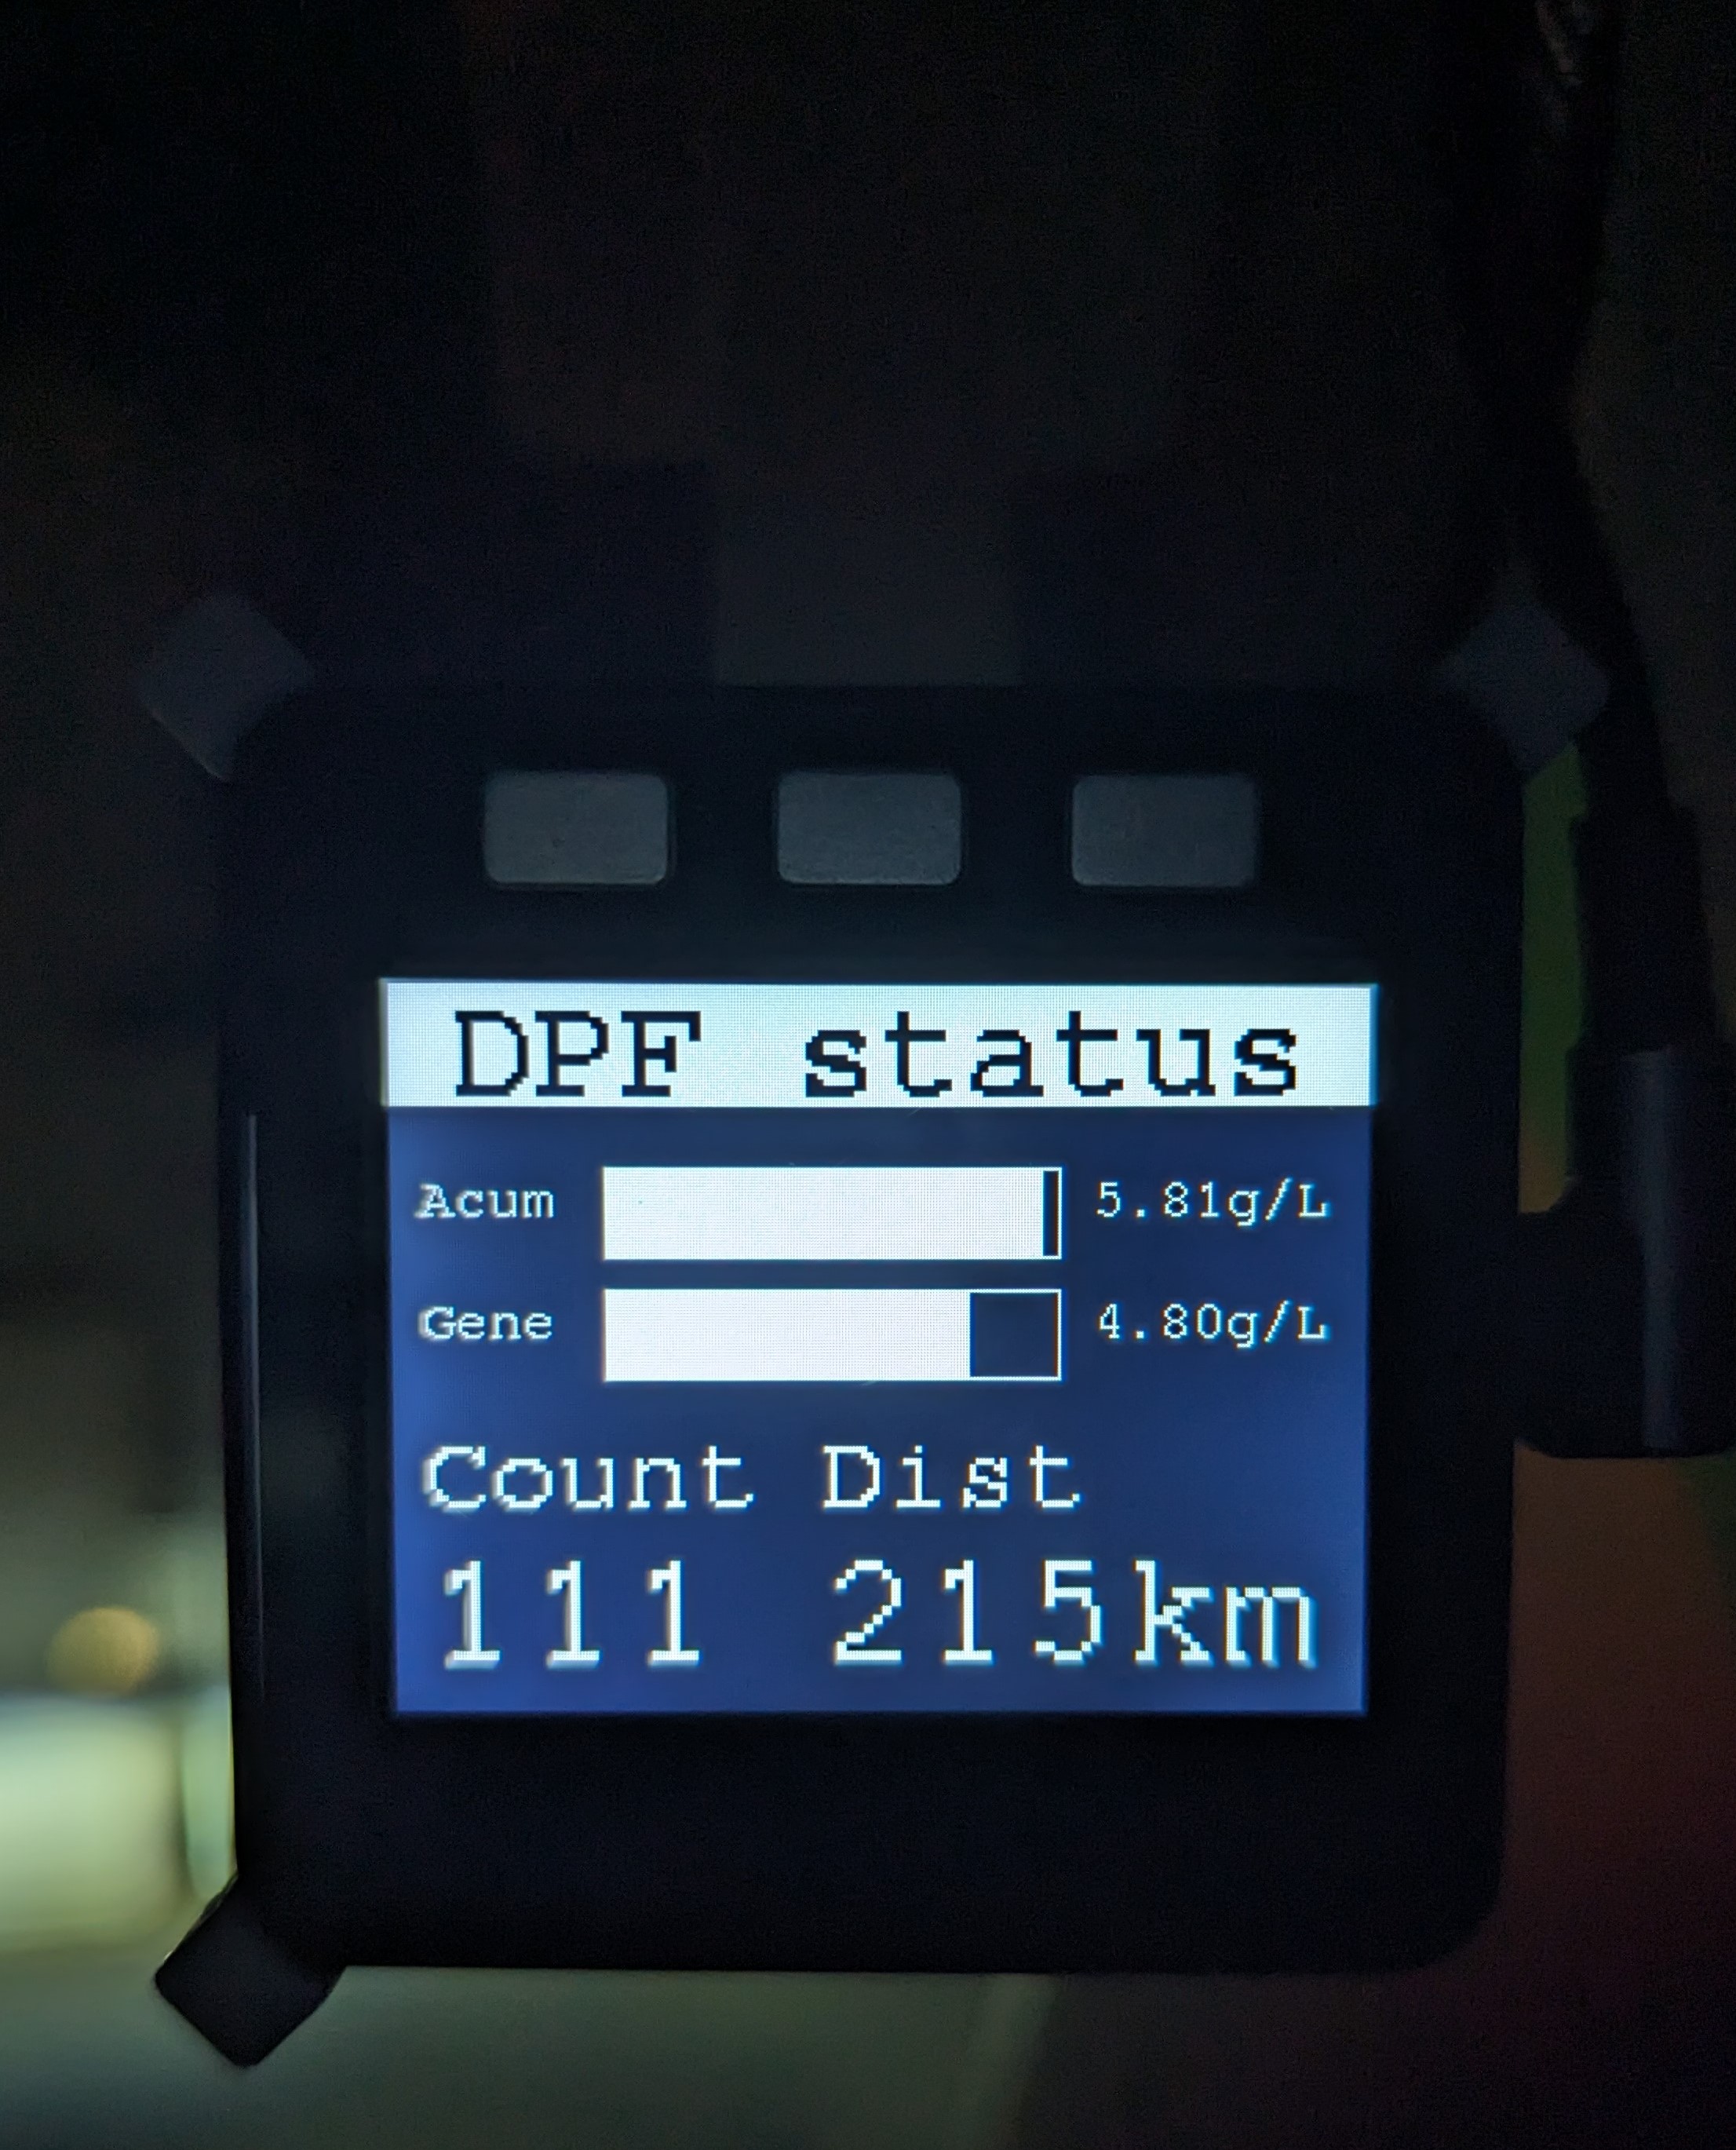 DPF status
Acum 5.81g/L
Gene 4.80g/L
Count Dist
111 215km